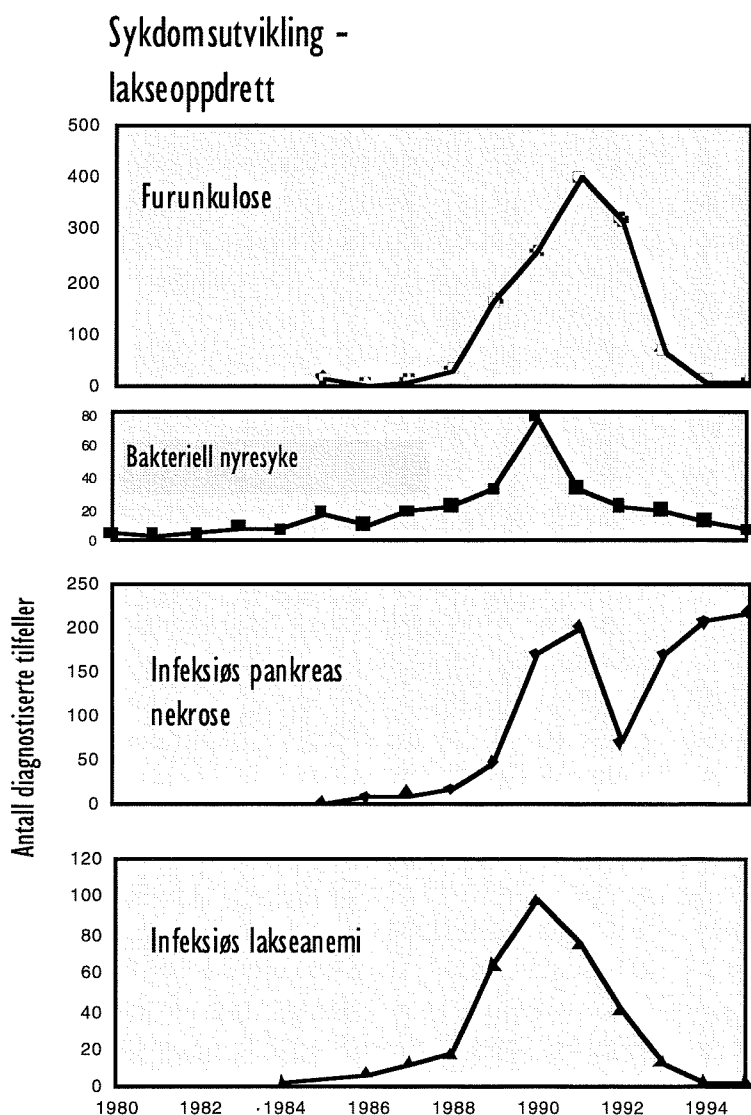 Sykdomsutvikling -
lakseoppdrett
500
400
300
200
100
0
Furunkulose
80
60
40
20
0
Bakteriell nyresyke
250
200
150
100
50
0
Infeksiøs pankreas
nekrose
Antall diagnostiserte tilfeller
120
100
80
60
40
20
0
Infeksiøs lakseanemi
1980 1982 1984 1986 1988 1990 1992 1994